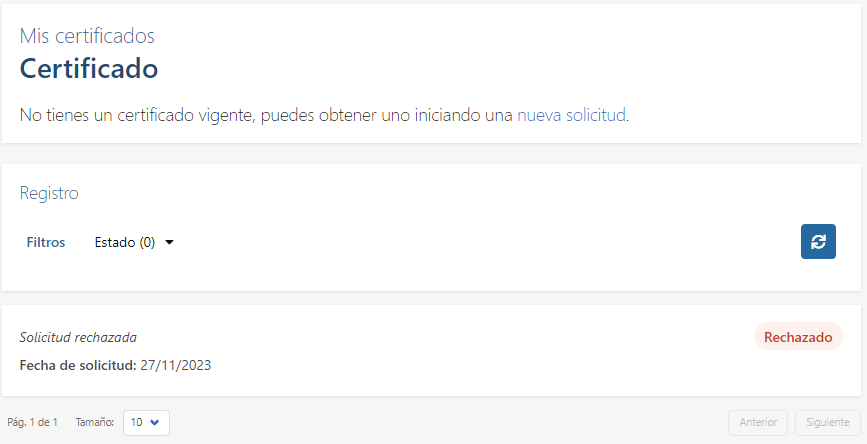 Mis certificados
Certificado
No tienes un certificado vigente, puedes obtener uno iniciando una nueva solicitud.
Registro
Filtros Estado (0)
Solicitud rechazada Rechazado
Fecha de solicitud: 27/11/2023
Pág. 1 de 1 Tamaño: 10 Anterior Siguiente